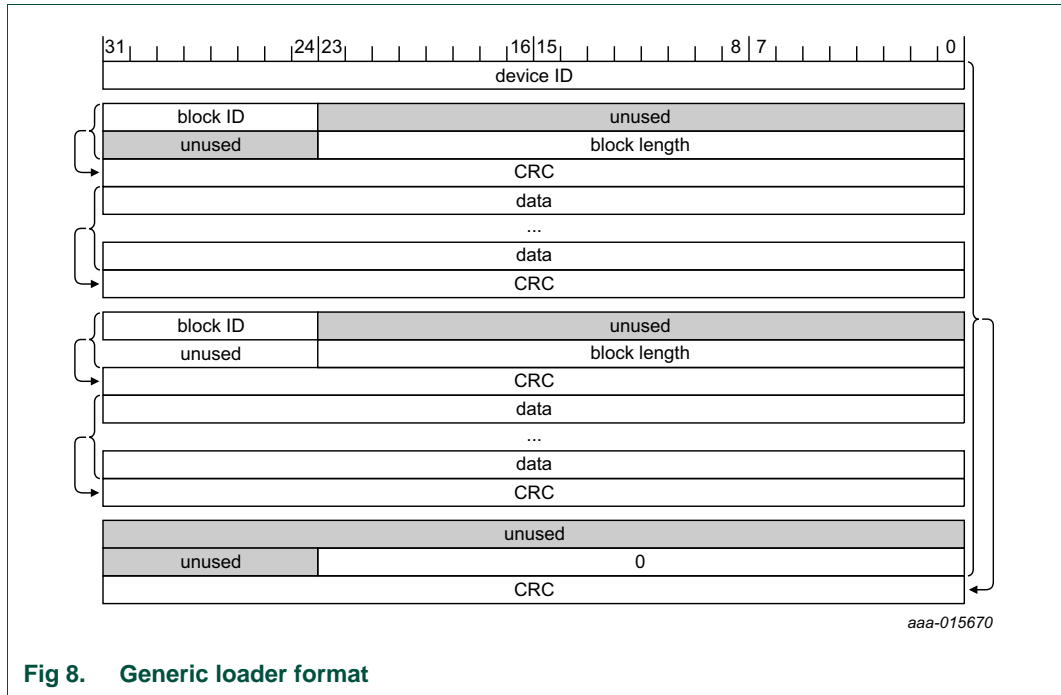 31 24 23 16 15 8 7 0
device ID
block ID unused
unused block length
CRC
data
...
data
CRC
block ID unused
unused block length
CRC
data
...
data
CRC
unused
unused 0
CRC
aaa-015670
Fig 8. Generic loader format